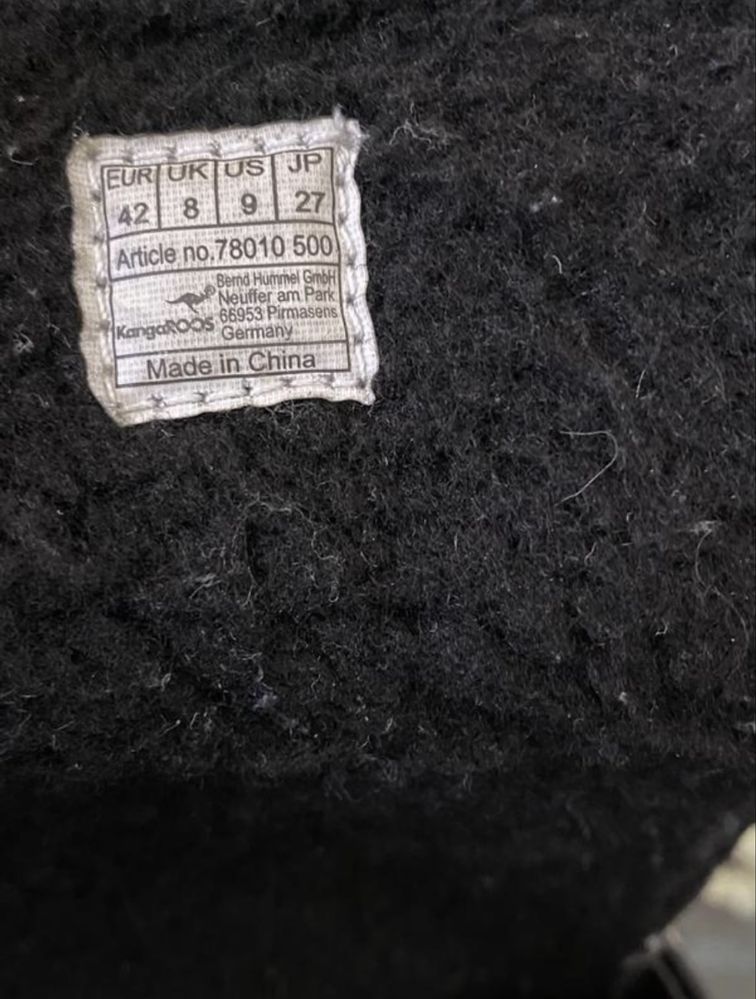 EUR UK US JP
42 8 9 27
Article no.78010 500
Bernd Hummel GmbH
Neuffer am Park
66953 Pirmasens
KangaROOS Germany
Made in China